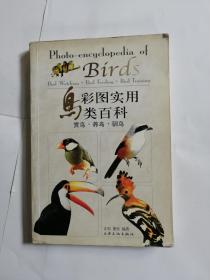 Photo-encyclopedia of
Birds
Bird Watching · Bird Feeding · Bird Training
鸟彩图实用
类百科
赏鸟·养鸟·驯鸟